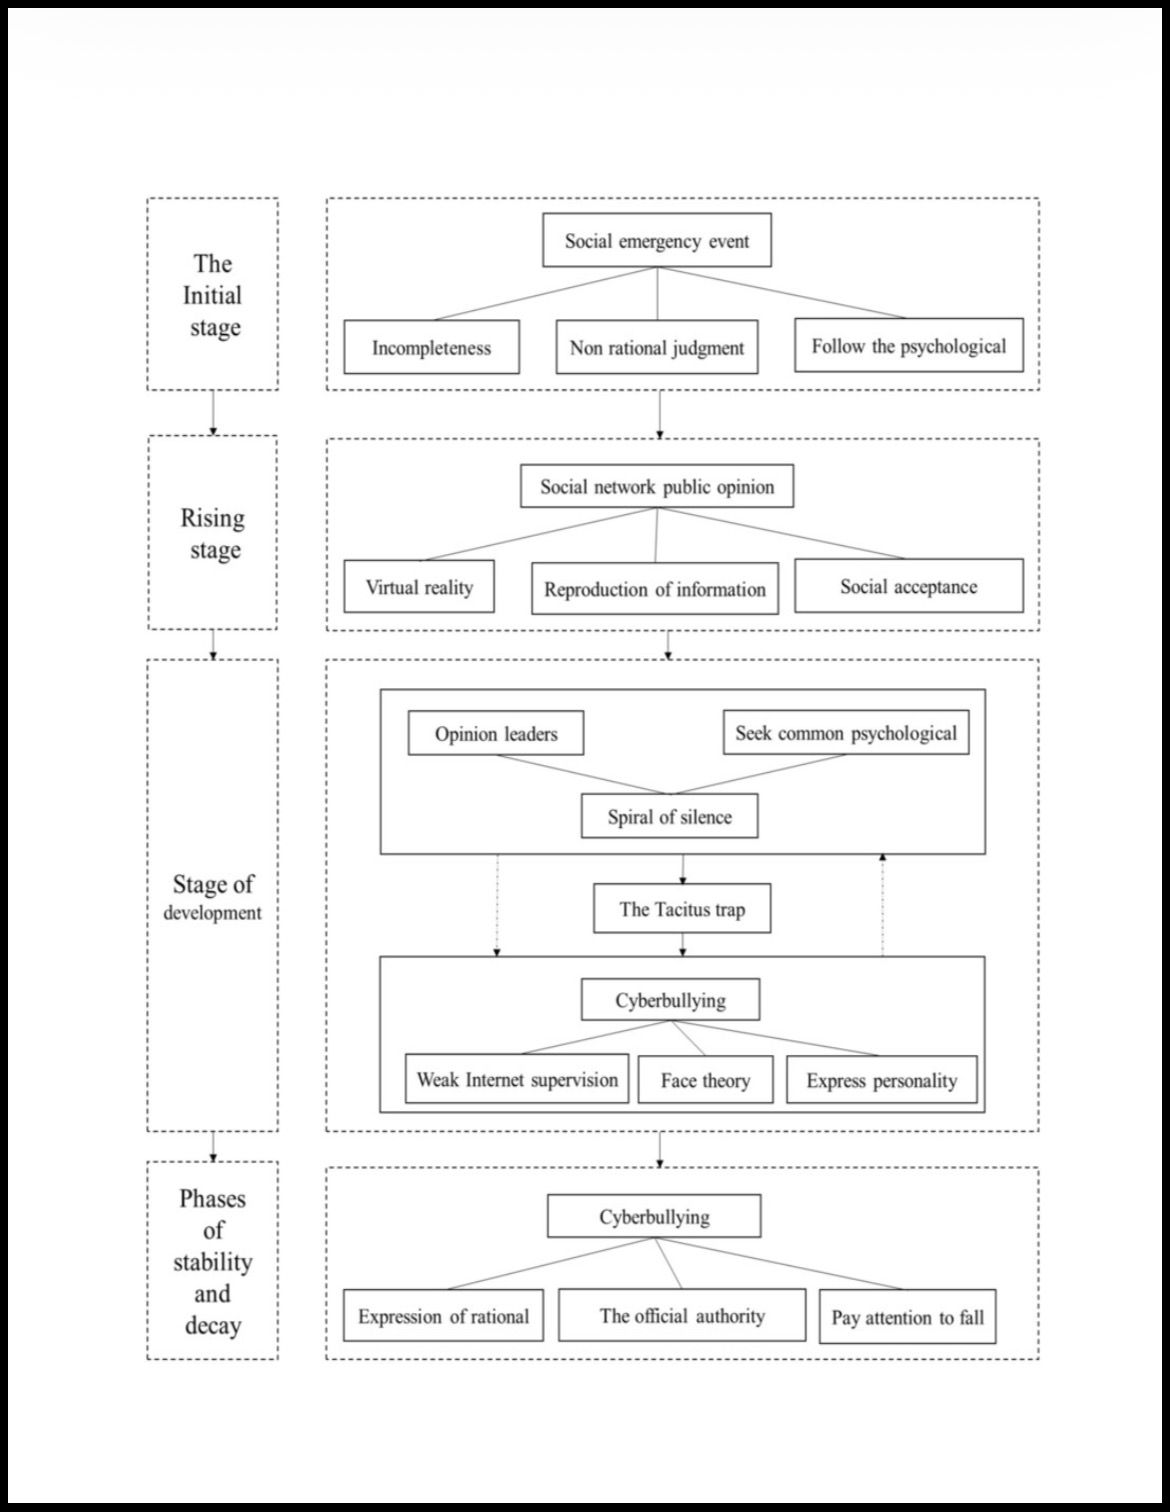 The
Initial
stage
Social emergency event
Incompleteness
Non rational judgment
Follow the psychological
Rising
stage
Social network public opinion
Virtual reality
Reproduction of information
Social acceptance
Stage of
development
Opinion leaders
Seek common psychological
Spiral of silence
The Tacitus trap
Cyberbullying
Weak Internet supervision
Face theory
Express personality
Phases
of
stability
and
decay
Cyberbullying
Expression of rational
The official authority
Pay attention to fall